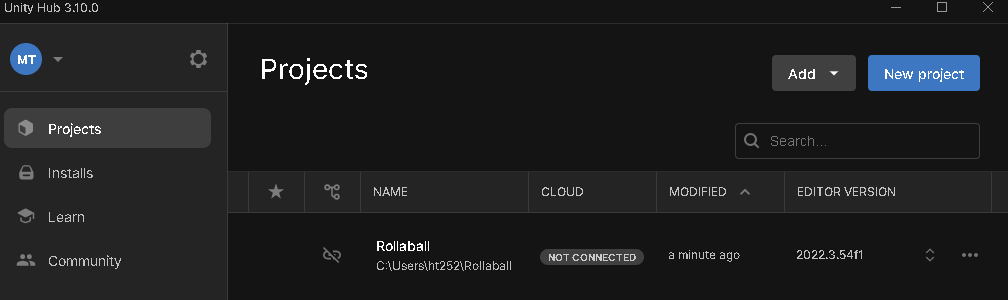 Unity Hub 3.10.0
MT
Projects
Installs
Learn
Community
Projects
Add
New project
Search...
NAME CLOUD MODIFIED EDITOR VERSION
Rollaball
C:\Users\ht252\Rollaball
NOT CONNECTED
a minute ago
2022.3.54f1